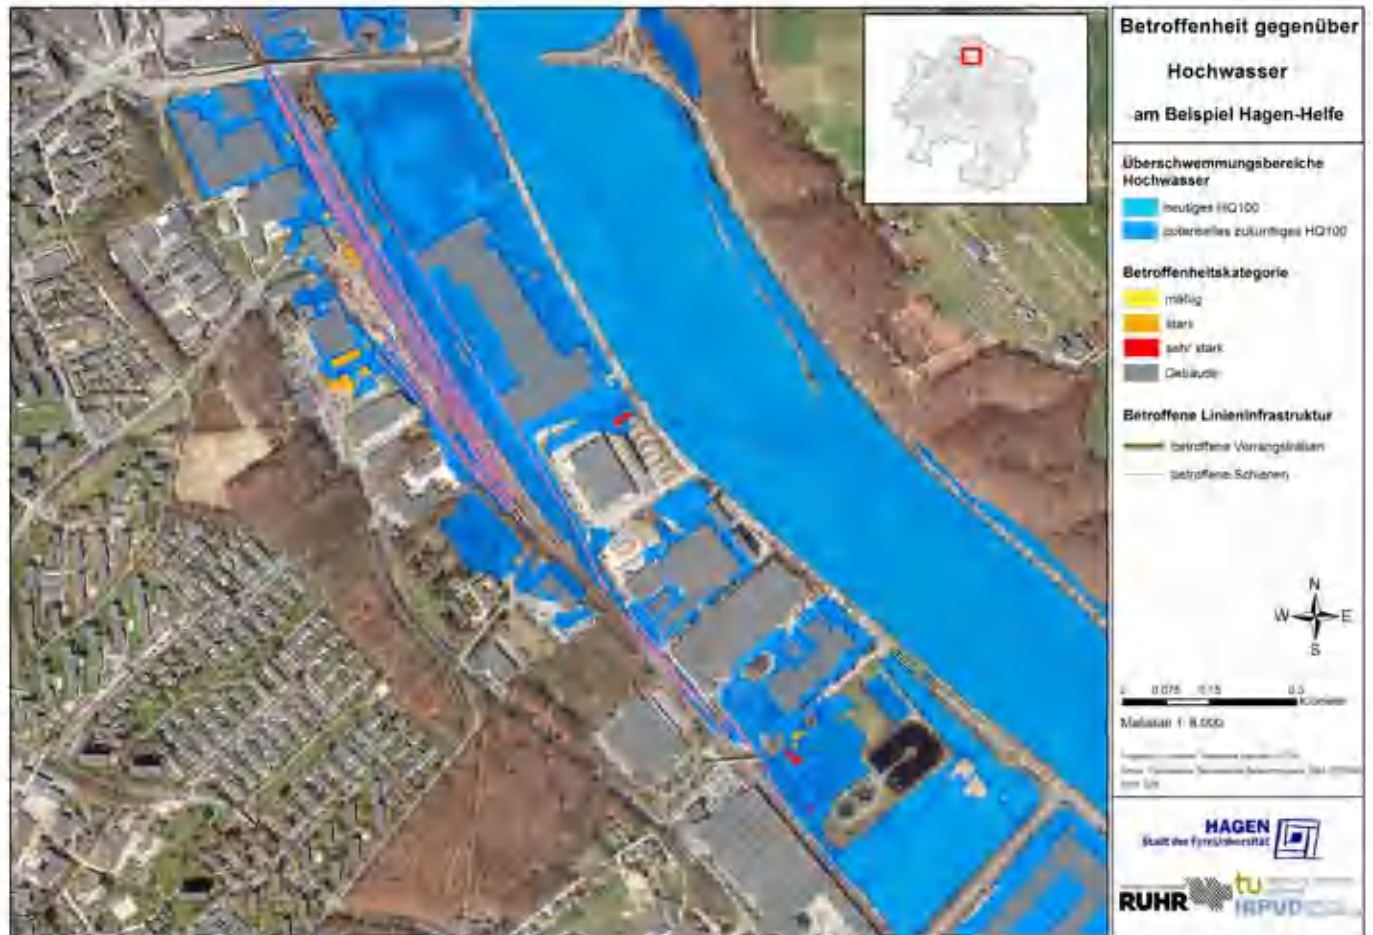 Betroffenheit gegenüber
Hochwasser
am Beispiel Hagen-Helfe
Überschwemmungsbereiche
Hochwasser
heutiges HQ100
potentielles zukünftiges HQ100
Betroffenheitskategorie
mäßig
stark
sehr stark
Gebäude
Betroffene Linieninfrastruktur
betroffene Vorrangstraßen
betroffene Schienen
N
W E
S
0 0.075 0.15 0.3
Kilometer
Maßstab 1: 6.000
HAGEN
Stadt der FernUniversität
RUHR
tu
IRPUD